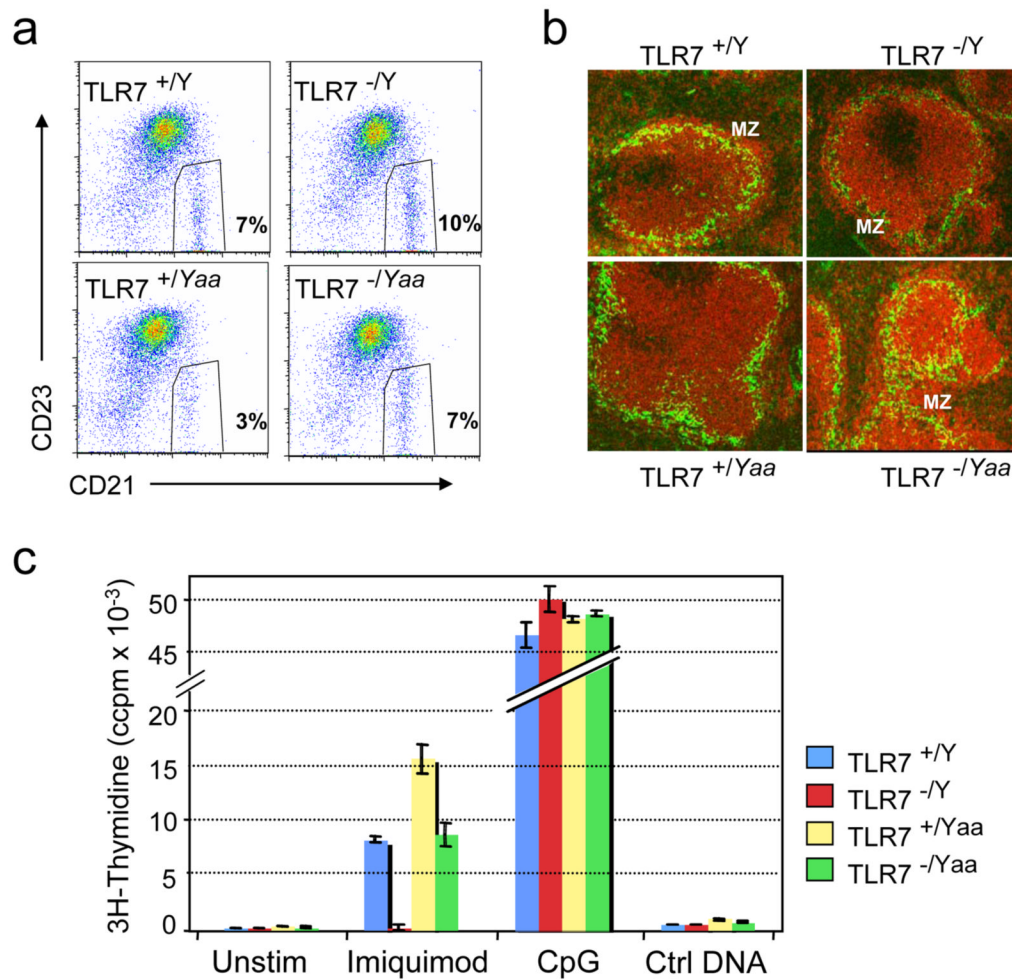 a
TLR7 +/Y
7%
TLR7 -/Y
10%
TLR7 +/Yaa
3%
TLR7 -/Yaa
7%
CD23
CD21
b
TLR7 +/Y
TLR7 -/Y
MZ
MZ
MZ
TLR7 +/Yaa
TLR7 -/Yaa
c
3H-Thymidine (ccpm x 10-3)
50
45
20
15
10
5
0
Unstim
Imiquimod
CpG
Ctrl DNA
TLR7 +/Y
TLR7 -/Y
TLR7 +/Yaa
TLR7 -/Yaa